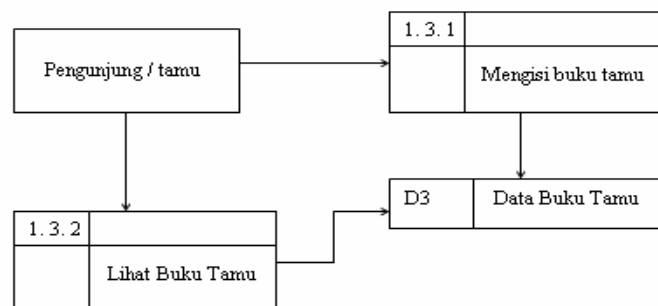 1. 3. 1
Pengunjung / tamu
Mengisi buku tamu
D3
Data Buku Tamu
1. 3. 2
Lihat Buku Tamu